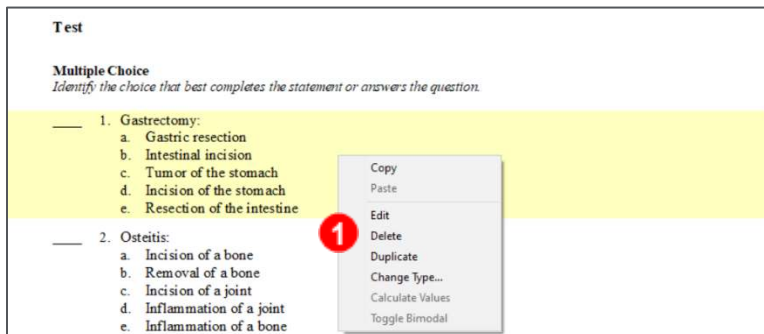 Test
Multiple Choice
Identify the choice that best completes the statement or answers the question.
1. Gastrectomy:
a. Gastric resection
b. Intestinal incision
c. Tumor of the stomach
d. Incision of the stomach
e. Resection of the intestine
Copy
Paste
Edit
1
Delete
Duplicate
Change Type...
Calculate Values
Toggle Bimodal
2. Osteitis:
a. Incision of a bone
b. Removal of a bone
c. Incision of a joint
d. Inflammation of a joint
e. Inflammation of a bone